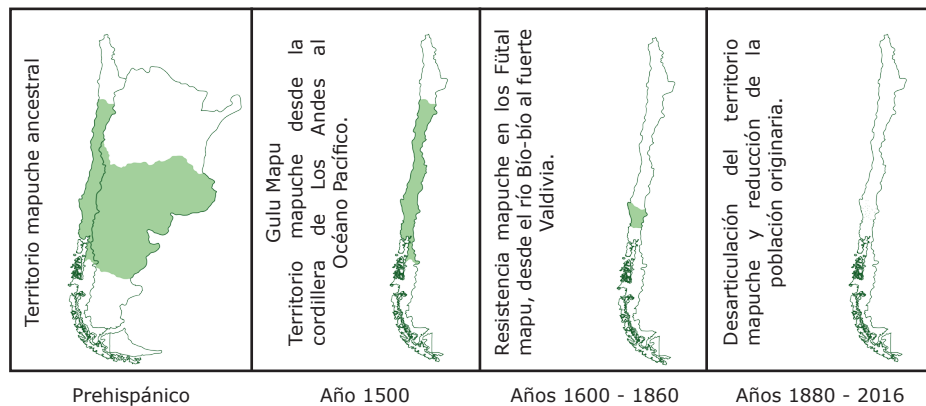 Territorio mapuche ancestral
Gulu Mapu
Territorio mapuche desde la
cordillera de Los Andes al
Océano Pacífico.
Resistencia mapuche en los Fütal
mapu, desde el río Bío-bío al fuerte
Valdivia.
Desarticulación del territorio
mapuche y reducción de la
población originaria.
Prehispánico
Año 1500
Años 1600 - 1860
Años 1880 - 2016